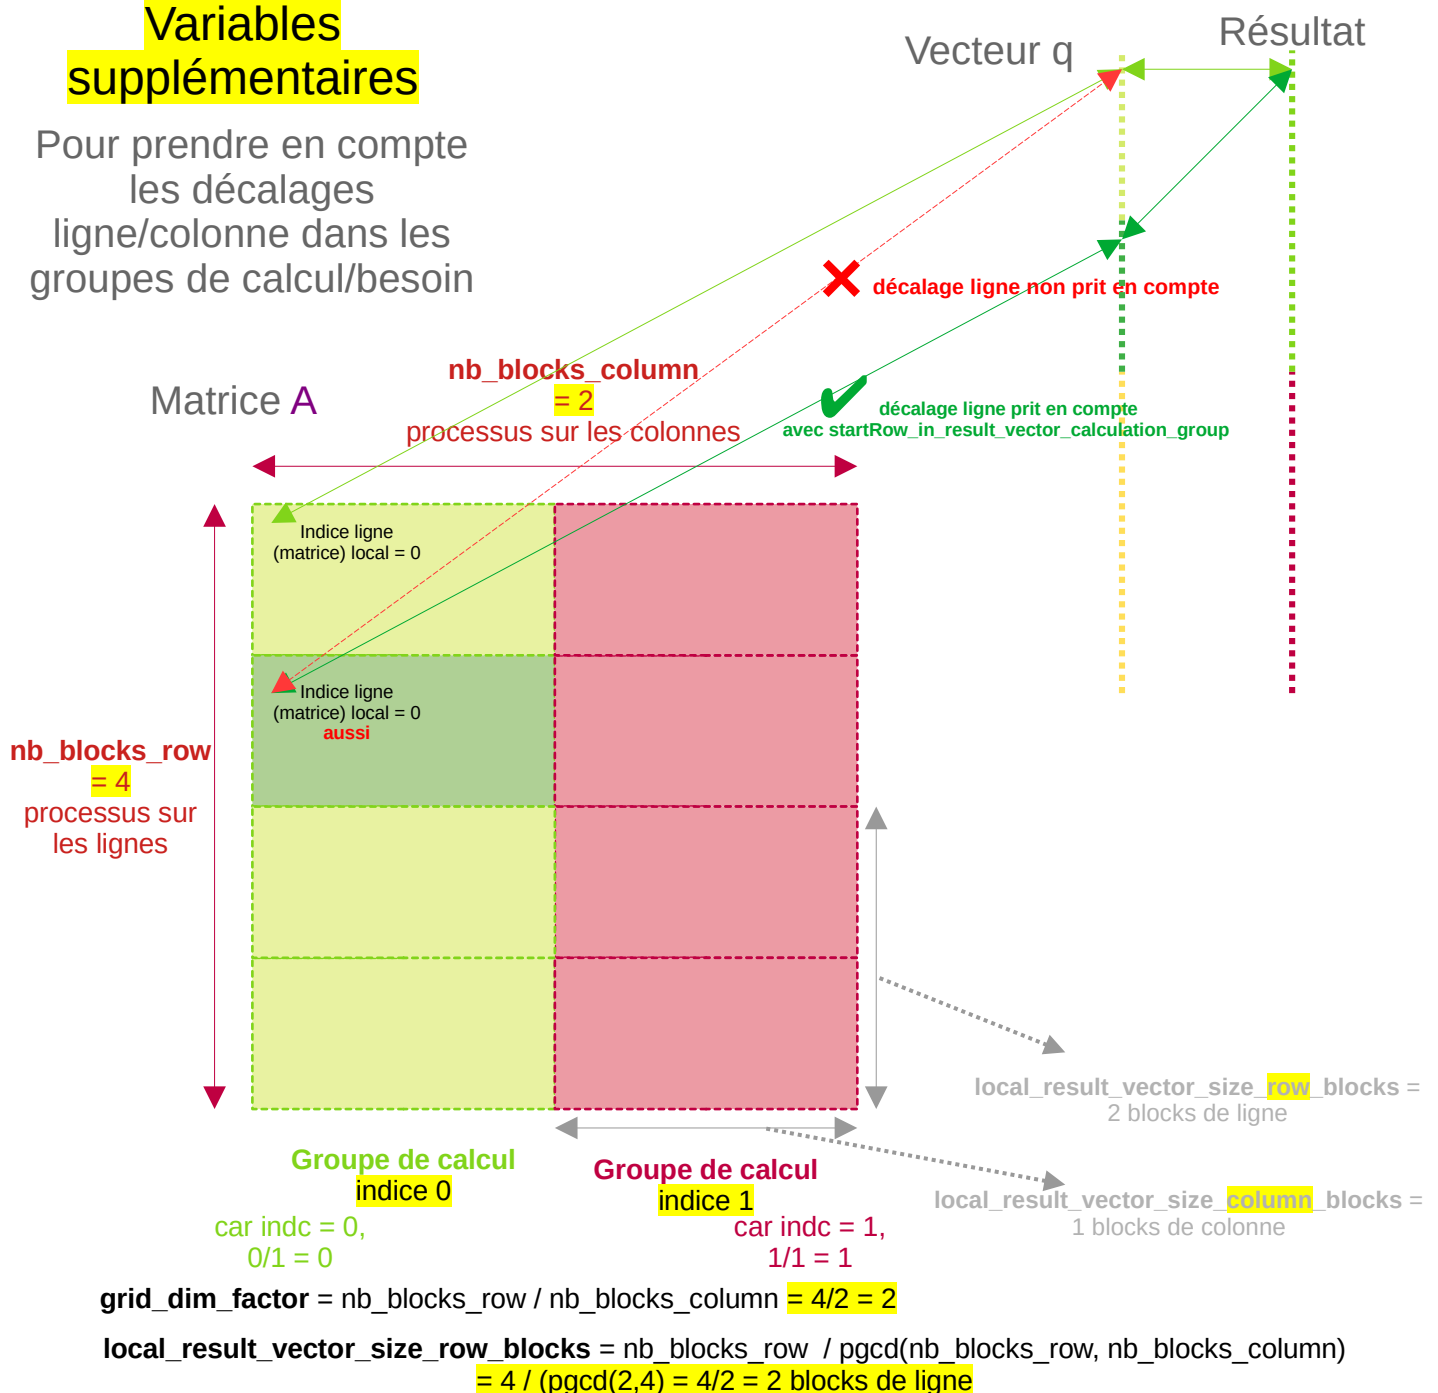 Variables
supplémentaires
Pour prendre en compte
les décalages
ligne/colonne dans les
groupes de calcul/besoin
Vecteur q
Résultat
décalage ligne non prit en compte
nb_blocks_column
= 2
processus sur les colonnes
Matrice A
décalage ligne prit en compte
avec startRow_in_result_vector_calculation_group
Indice ligne
(matrice) local = 0
Indice ligne
(matrice) local = 0
aussi
nb_blocks_row
= 4
processus sur
les lignes
local_result_vector_size_row_blocks =
2 blocks de ligne
local_result_vector_size_column_blocks =
1 blocks de colonne
Groupe de calcul
indice 0
car indc = 0,
0/1 = 0
Groupe de calcul
indice 1
car indc = 1,
1/1 = 1
grid_dim_factor = nb_blocks_row / nb_blocks_column = 4/2 = 2
local_result_vector_size_row_blocks = nb_blocks_row / pgcd(nb_blocks_row, nb_blocks_column)
= 4 / (pgcd(2,4) = 4/2 = 2 blocks de ligne